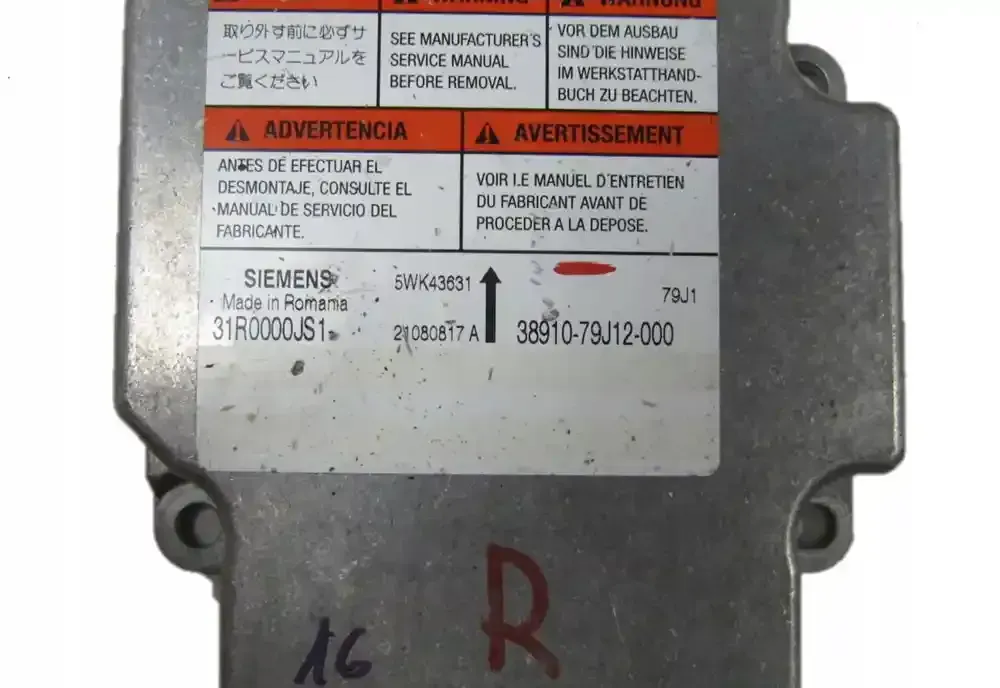 WARNING
WARNUNG
取り外す前に必ずサ
ービスマニュアルを
ご覧ください
SEE MANUFACTURER'S
SERVICE MANUAL
BEFORE REMOVAL.
VOR DEM AUSBAU
SIND DIE HINWEISE
IM WERKSTATTHAND-
BUCH ZU BEACHTEN.
ADVERTENCIA
ANTES DE EFECTUAR EL
DESMONTAJE, CONSULTE EL
MANUAL DE SERVICIO DEL
FABRICANTE.
AVERTISSEMENT
VOIR LE MANUEL D'ENTRETIEN
DU FABRICANT AVANT DE
PROCEDER A LA DEPOSE.
SIEMENS
Made in Romania
31R0000JS1
5WK43631
21080817 A
79J1
38910-79J12-000
R
16